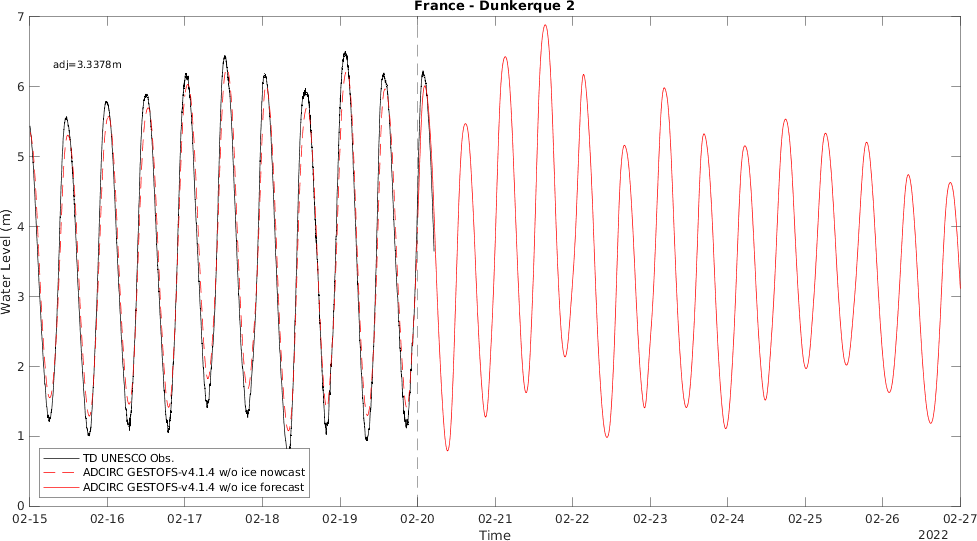 France - Dunkerque 2
adj=3.3378m
Water Level (m)
7
6
5
4
3
2
1
0
TD UNESCO Obs.
ADCIRC GESTOFS-v4.1.4 w/o ice nowcast
ADCIRC GESTOFS-v4.1.4 w/o ice forecast
02-15 02-16 02-17 02-18 02-19 02-20 02-21 02-22 02-23 02-24 02-25 02-26 02-27
Time
2022